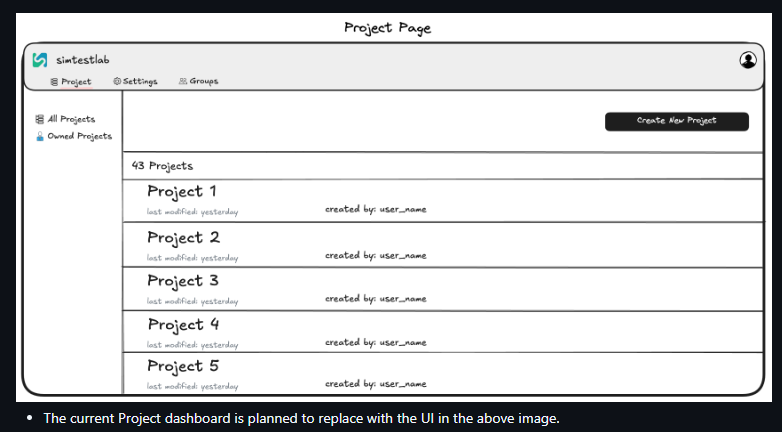 Project Page
simtestlab
Project Settings Groups
All Projects
Owned Projects
Create New Project
43 Projects
Project 1
last modified: yesterday created by: user_name
Project 2
last modified: yesterday created by: user_name
Project 3
last modified: yesterday created by: user_name
Project 4
last modified: yesterday created by: user_name
Project 5
last modified: yesterday created by: user_name
• The current Project dashboard is planned to replace with the UI in the above image.